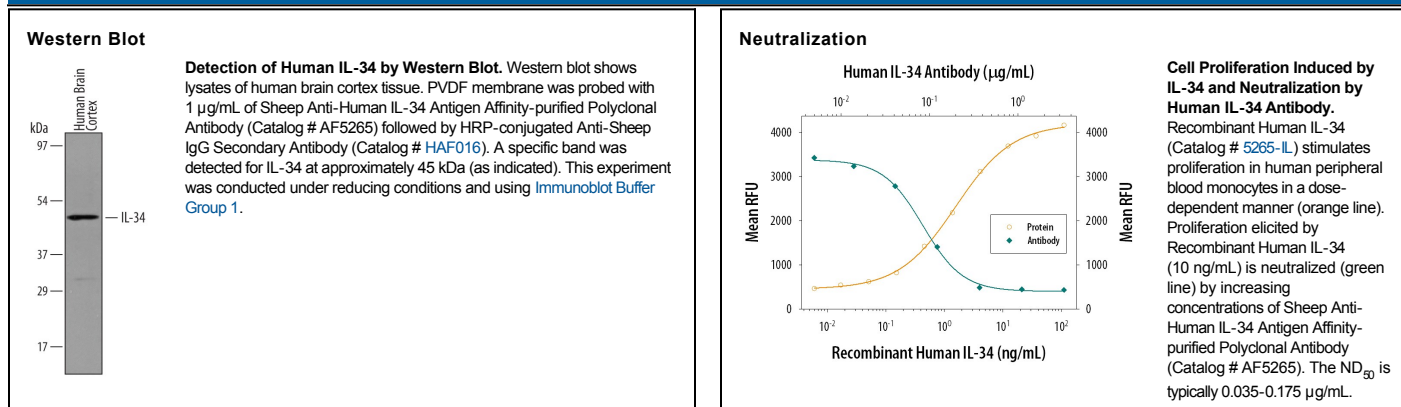 Western Blot
Human Brain
Cortex
kDa
97
54
37
29
17
IL-34
Detection of Human IL-34 by Western Blot. Western blot shows
lysates of human brain cortex tissue. PVDF membrane was probed with
1 µg/mL of Sheep Anti-Human IL-34 Antigen Affinity-purified Polyclonal
Antibody (Catalog # AF5265) followed by HRP-conjugated Anti-Sheep
IgG Secondary Antibody (Catalog # HAF016). A specific band was
detected for IL-34 at approximately 45 kDa (as indicated). This experiment
was conducted under reducing conditions and using Immunoblot Buffer
Group 1.
Neutralization
Human IL-34 Antibody (µg/mL)
10⁻² 10⁻¹ 10⁰
4000 4000
3000 3000
2000 2000
1000 1000
0 0
Mean RFU
Mean RFU
Protein
Antibody
10⁻² 10⁻¹ 10⁰ 10¹ 10²
Recombinant Human IL-34 (ng/mL)
Cell Proliferation Induced by
IL-34 and Neutralization by
Human IL-34 Antibody.
Recombinant Human IL-34
(Catalog # 5265-IL) stimulates
proliferation in human peripheral
blood monocytes in a dose-
dependent manner (orange line).
Proliferation elicited by
Recombinant Human IL-34
(10 ng/mL) is neutralized (green
line) by increasing
concentrations of Sheep Anti-
Human IL-34 Antigen Affinity-
purified Polyclonal Antibody
(Catalog # AF5265). The ND₅₀ is
typically 0.035-0.175 µg/mL.